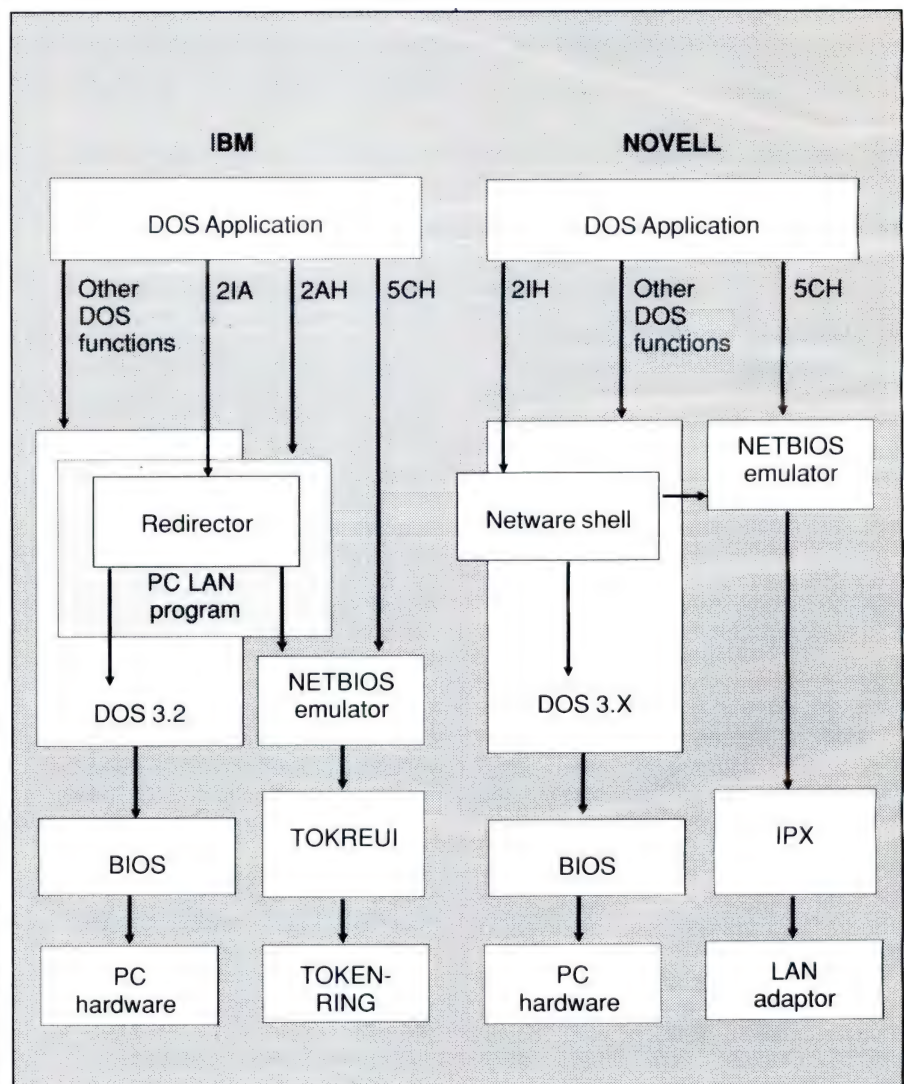 IBM
DOS Application
Other
DOS
functions
2IA
2AH
5CH
Redirector
PC LAN
program
DOS 3.2
NETBIOS
emulator
TOKREUI
BIOS
PC
hardware
TOKEN-
RING
NOVELL
DOS Application
2IH
Other
DOS
functions
5CH
NETBIOS
emulator
Netware shell
DOS 3.X
BIOS
IPX
PC
hardware
LAN
adaptor